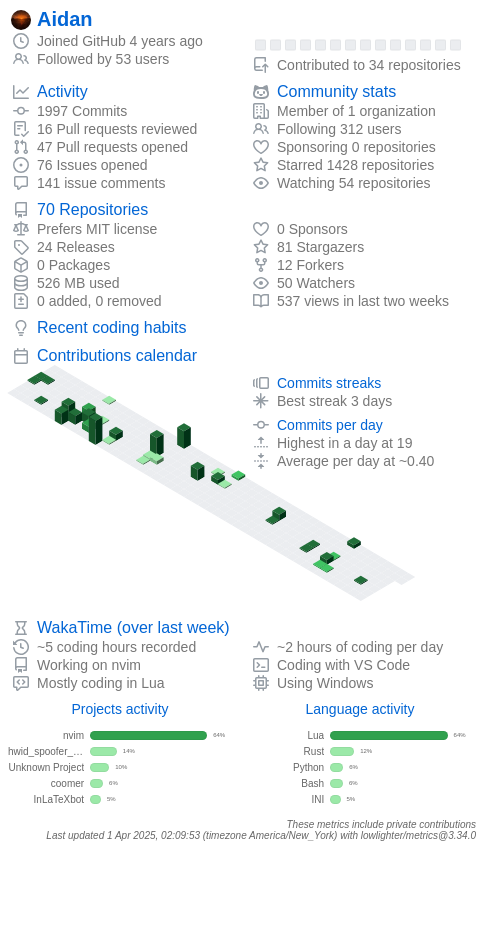 Aidan
Joined GitHub 4 years ago
Followed by 53 users
Contributed to 34 repositories
Activity
1997 Commits
16 Pull requests reviewed
47 Pull requests opened
76 Issues opened
141 issue comments
Community stats
Member of 1 organization
Following 312 users
Sponsoring 0 repositories
Starred 1428 repositories
Watching 54 repositories
70 Repositories
Prefers MIT license
24 Releases
0 Packages
526 MB used
0 added, 0 removed
0 Sponsors
81 Stargazers
12 Forkers
50 Watchers
537 views in last two weeks
Recent coding habits
Contributions calendar
Commits streaks
Best streak 3 days
Commits per day
Highest in a day at 19
Average per day at ~0.40
WakaTime (over last week)
~5 coding hours recorded
Working on nvim
Mostly coding in Lua
~2 hours of coding per day
Coding with VS Code
Using Windows
Projects activity
nvim 64%
hwid_spoofer_... 14%
Unknown Project 10%
coomer 6%
InLaTeXbot 5%
Language activity
Lua 64%
Rust 12%
Python 6%
Bash 6%
INI 5%
These metrics include private contributions
Last updated 1 Apr 2025, 02:09:53 (timezone America/New_York) with lowlighter/metrics@3.34.0